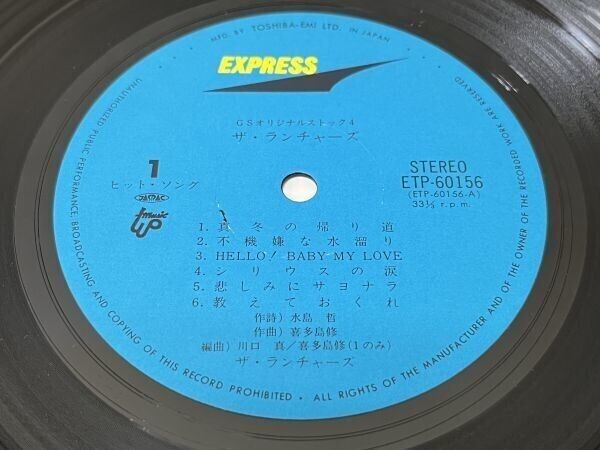 MFG. BY TOSHIBA-EMI LTD. IN JAPAN
EXPRESS
GSオリジナルストック4
ザ・ランチャーズ
1
ヒット・ソング
JASRAC
Music
UP
STEREO
ETP-60156
(ETP-60156-A)
33⅓ r.p.m.
1. 真冬の帰り道
2. 不機嫌な水溜り
3. HELLO! BABY MY LOVE
4. シリウスの涙
5. 悲しみにサヨナラ
6. 教えておくれ
作詩) 水島 哲
作曲) 喜多島修
編曲) 川口 真/喜多島修(1のみ)
ザ・ランチャーズ
UNAUTHORIZED PUBLIC PERFORMANCE, BROADCASTING AND COPYING OF THIS RECORD PROHIBITED • ALL RIGHTS OF THE MANUFACTURER AND OF THE OWNER OF THE RECORDED WORK ARE RESERVED